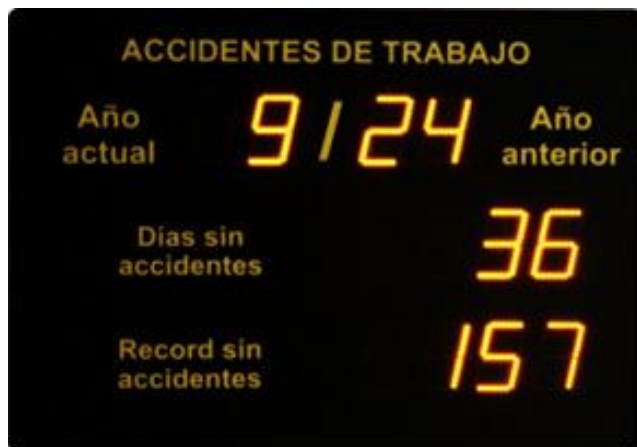 ACCIDENTES DE TRABAJO
Año actual 9/24 Año anterior
Días sin accidentes 36
Record sin accidentes 157